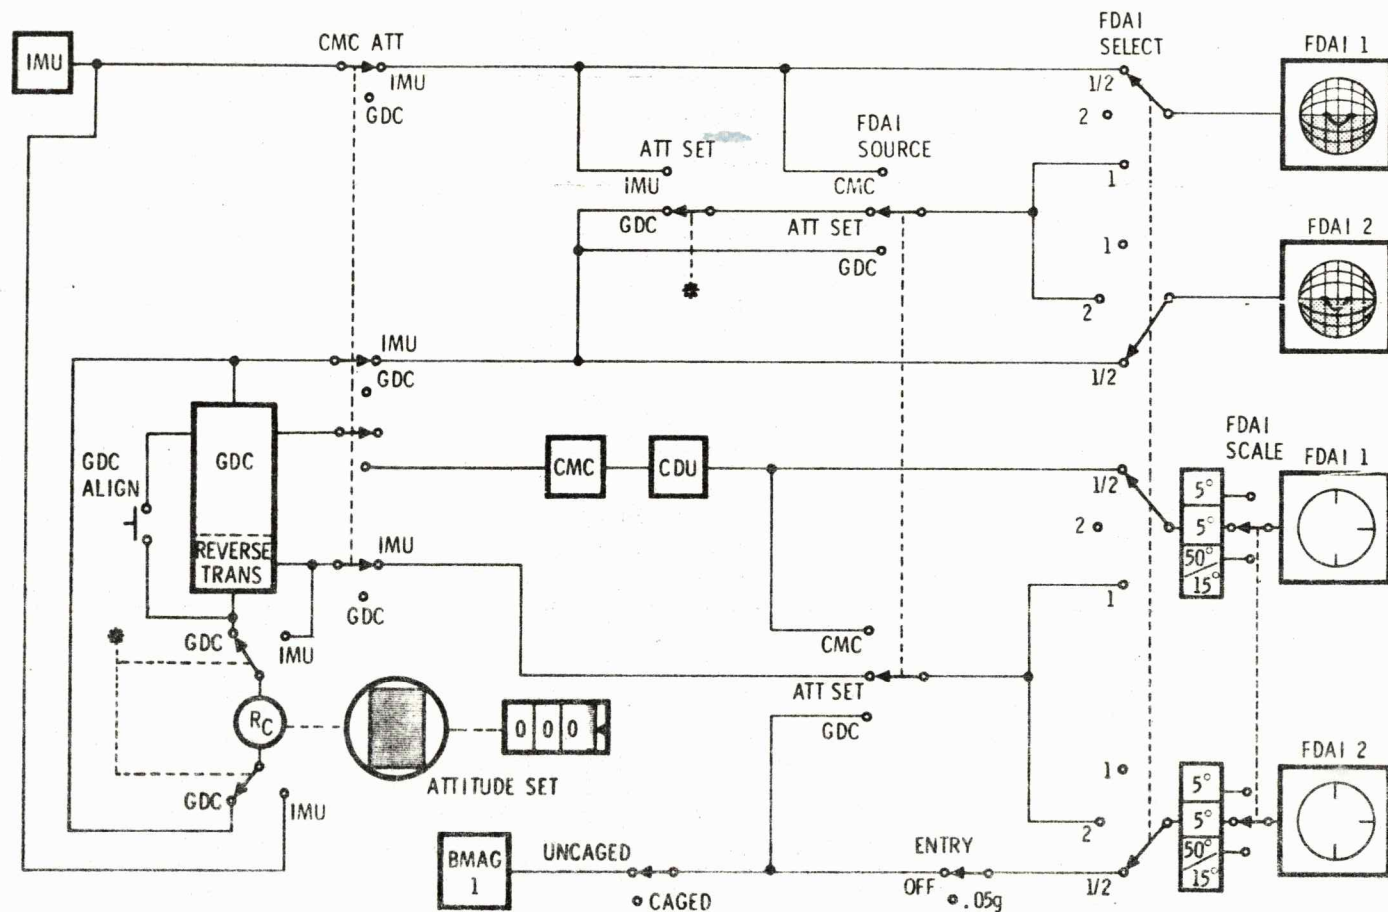 IMU
CMC ATT
IMU
GDC
FDAI
SELECT
1/2
2
1
1
2
1/2
FDAI 1
FDAI 2
ATT SET
IMU
GDC
FDAI
SOURCE
CMC
ATT SET
GDC
*
IMU
GDC
GDC
ALIGN
GDC
REVERSE
TRANS
CMC
CDU
IMU
GDC
1/2
2
1
1
2
1/2
FDAI
SCALE
5°
5°
50°
15°
FDAI 1
CMC
ATT SET
GDC
*
GDC
IMU
RC
GDC
IMU
ATTITUDE SET
0 0 0
BMAG
1
UNCAGED
CAGED
ENTRY
OFF
.05g
5°
5°
50°
15°
FDAI 2